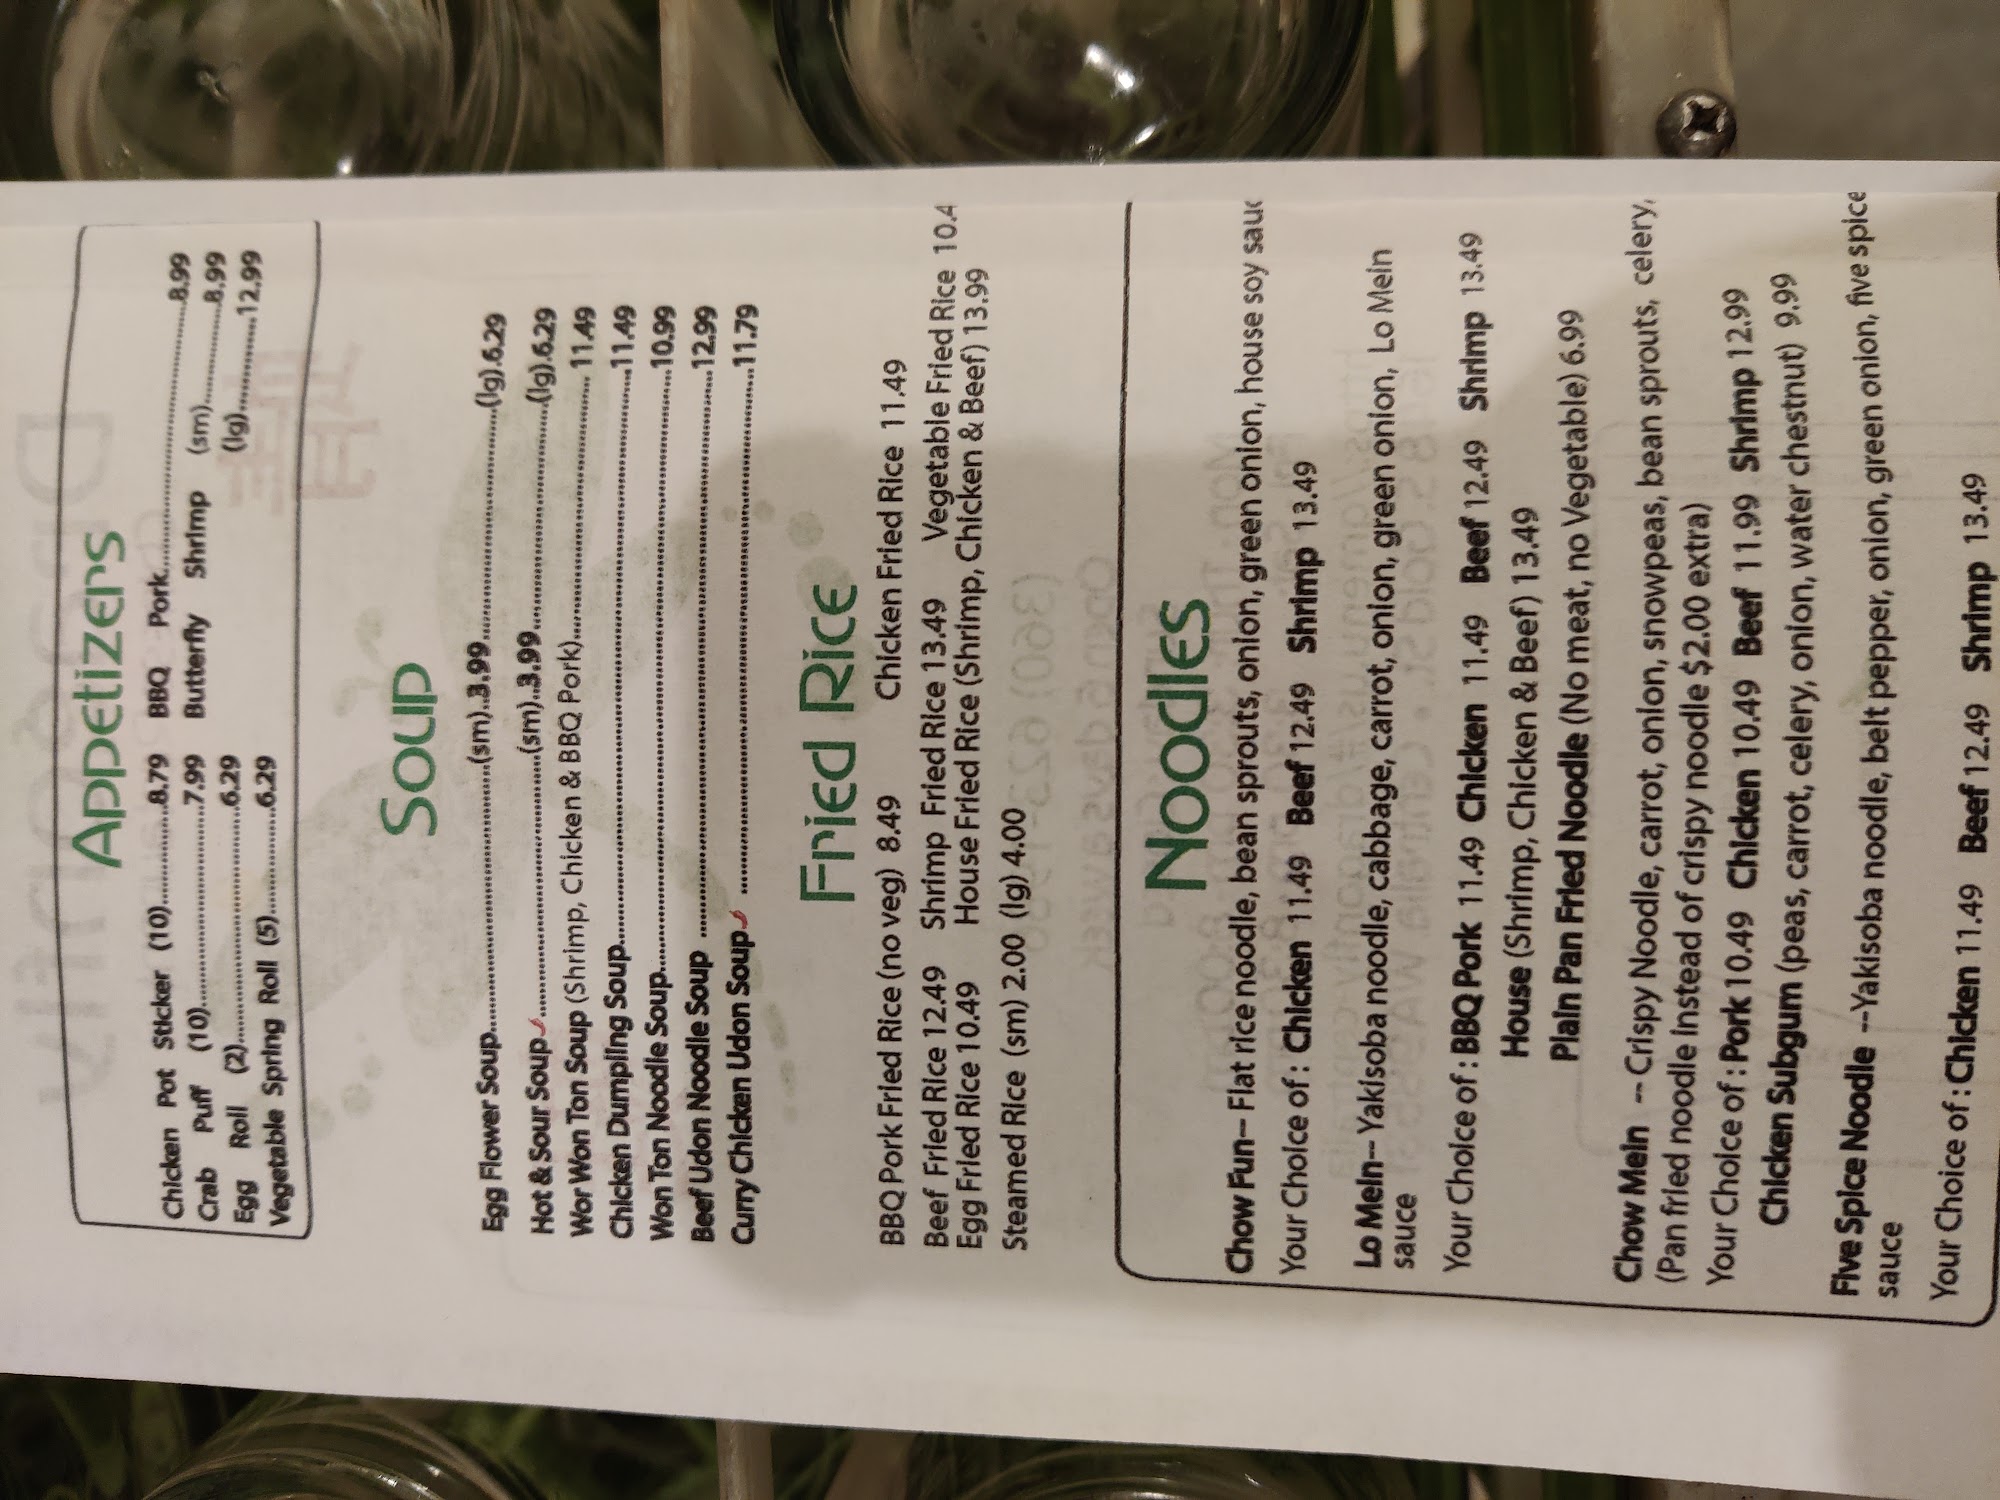 Appetizers
Chicken Pot Sticker (10)............8.79 BBQ Pork..............................8.99
Crab Puff (10)..............................7.99 Butterfly Shrimp (sm)............8.99
Egg Roll (2)..................................6.29 (lg)............12.99
Vegetable Spring Roll (5)............6.29
Soup
Egg Flower Soup........................................(sm)..3.99..............................(lg).6.29
Hot & Sour Soup........................................(sm)..3.99..............................(lg).6.29
Wor Won Ton Soup (Shrimp, Chicken & BBQ Pork)........................................11.49
Chicken Dumpling Soup............................................................11.49
Won Ton Noodle Soup............................................................10.99
Beef Udon Noodle Soup ............................................................12.99
Curry Chicken Udon Soup ............................................................11.79
Fried Rice
BBQ Pork Fried Rice (no veg) 8.49 Chicken Fried Rice 11.49
Beef Fried Rice 12.49 Shrimp Fried Rice 13.49 Vegetable Fried Rice 10.4
Egg Fried Rice 10.49 House Fried Rice (Shrimp, Chicken & Beef) 13.99
Steamed Rice (sm) 2.00 (lg) 4.00
Noodles
Chow Fun-- Flat rice noodle, bean sprouts, onion, green onion, house soy sauc
Your Choice of : Chicken 11.49 Beef 12.49 Shrimp 13.49
Lo Mein-- Yakisoba noodle, cabbage, carrot, onion, green onion, Lo Mein
sauce
Your Choice of : BBQ Pork 11.49 Chicken 11.49 Beef 12.49 Shrimp 13.49
House (Shrimp, Chicken & Beef) 13.49
Plain Pan Fried Noodle (No meat, no Vegetable) 6.99
Chow Mein -- Crispy Noodle, carrot, onion, snowpeas, bean sprouts, celery,
(Pan fried noodle instead of crispy noodle $2.00 extra)
Your Choice of : Pork 10.49 Chicken 10.49 Beef 11.99 Shrimp 12.99
Chicken Subgum (peas, carrot, celery, onion, water chestnut) 9.99
Five Spice Noodle --Yakisoba noodle, belt pepper, onion, green onion, five spice
sauce
Your Choice of : Chicken 11.49 Beef 12.49 Shrimp 13.49